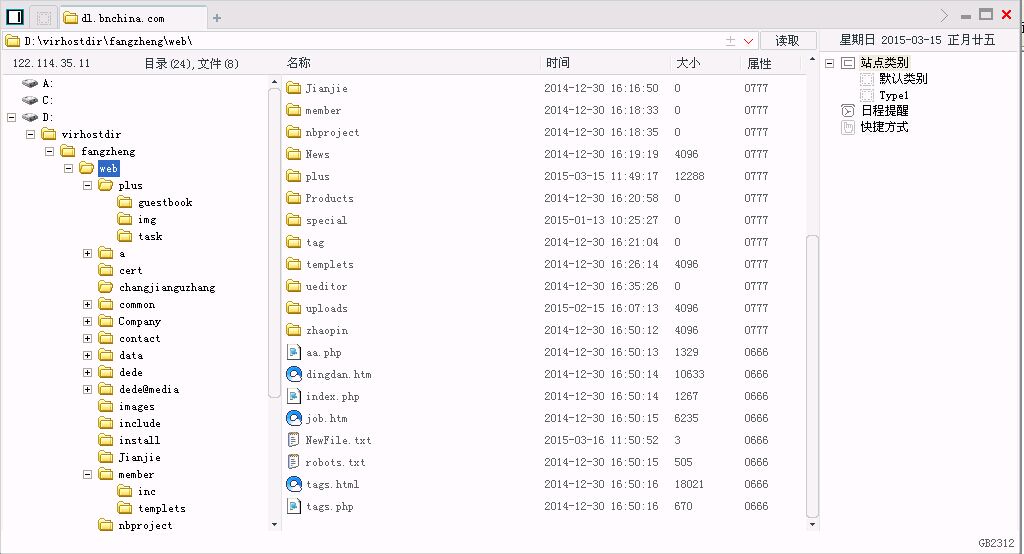 dl.bnchina.com
D:\virhostdir\fangzheng\web\
读取
星期日 2015-03-15 正月廿五
122.114.35.11 目录(24),文件(8)
名称 时间 大小 属性
A:
C:
D:
virhostdir
fangzheng
web
plus
guestbook
img
task
a
cert
changjianguzhang
common
Company
contact
data
dede
dede@media
images
include
install
Jianjie
member
inc
templets
nbproject
Jianjie 2014-12-30 16:16:50 0 0777
member 2014-12-30 16:18:33 0 0777
nbproject 2014-12-30 16:18:35 0 0777
News 2014-12-30 16:19:19 4096 0777
plus 2015-03-15 11:49:17 12288 0777
Products 2014-12-30 16:20:58 0 0777
special 2015-01-13 10:25:27 0 0777
tag 2014-12-30 16:21:04 0 0777
templets 2014-12-30 16:26:14 4096 0777
ueditor 2014-12-30 16:35:26 0 0777
uploads 2015-02-15 16:07:13 4096 0777
zhaopin 2014-12-30 16:50:12 4096 0777
aa.php 2014-12-30 16:50:13 1329 0666
dingdan.htm 2014-12-30 16:50:14 10633 0666
index.php 2014-12-30 16:50:14 1267 0666
job.htm 2014-12-30 16:50:15 6235 0666
NewFile.txt 2015-03-16 11:50:52 3 0666
robots.txt 2014-12-30 16:50:15 505 0666
tags.html 2014-12-30 16:50:16 18021 0666
tags.php 2014-12-30 16:50:16 670 0666
站点类别
默认类别
Type1
日程提醒
快捷方式
GB2312